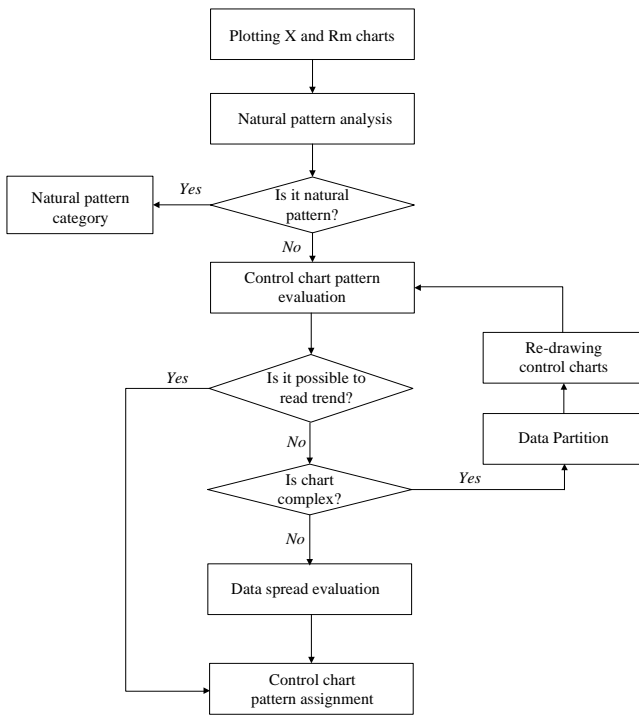 Plotting X and Rm charts
Natural pattern analysis
Is it natural
pattern?
Yes
Natural pattern
category
No
Control chart pattern
evaluation
Is it possible to
read trend?
Yes
Re-drawing
control charts
No
Data Partition
Is chart
complex?
Yes
No
Data spread evaluation
Control chart
pattern assignment